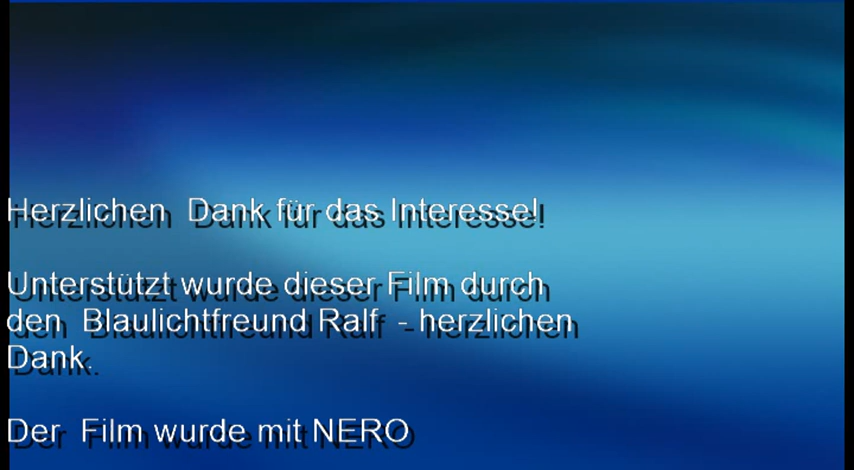 Herzlichen  Dank für das Interesse!
Unterstützt wurde dieser Film durch
den  Blaulichtfreund Ralf  - herzlichen
Dank.
Der  Film wurde mit NERO